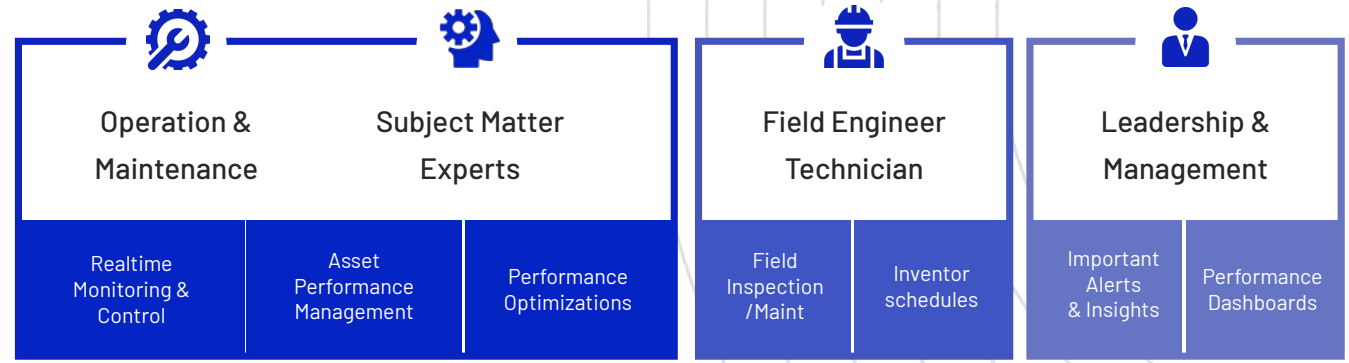 Operation &
Maintenance
Subject Matter
Experts
Field Engineer
Technician
Leadership &
Management
Realtime
Monitoring &
Control
Asset
Performance
Management
Performance
Optimizations
Field
Inspection
/Maint
Inventor
schedules
Important
Alerts
& Insights
Performance
Dashboards